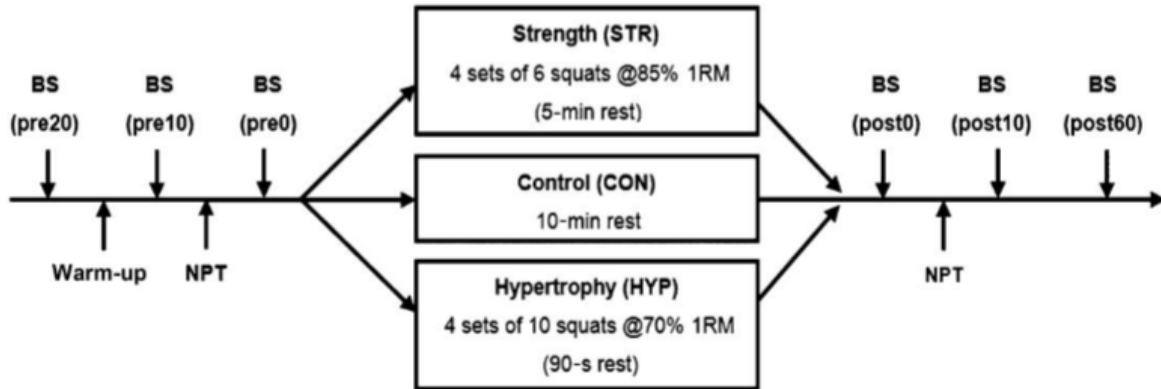 Strength (STR)
4 sets of 6 squats @85% 1RM
(5-min rest)
BS
(pre20)
BS
(pre10)
BS
(pre0)
BS
(post0)
BS
(post10)
BS
(post60)
Control (CON)
10-min rest
Warm-up
NPT
NPT
Hypertrophy (HYP)
4 sets of 10 squats @70% 1RM
(90-s rest)